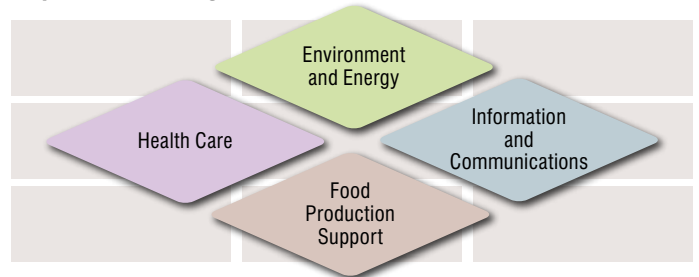 Environment
and Energy
Health Care
Information
and
Communications
Food
Production
Support